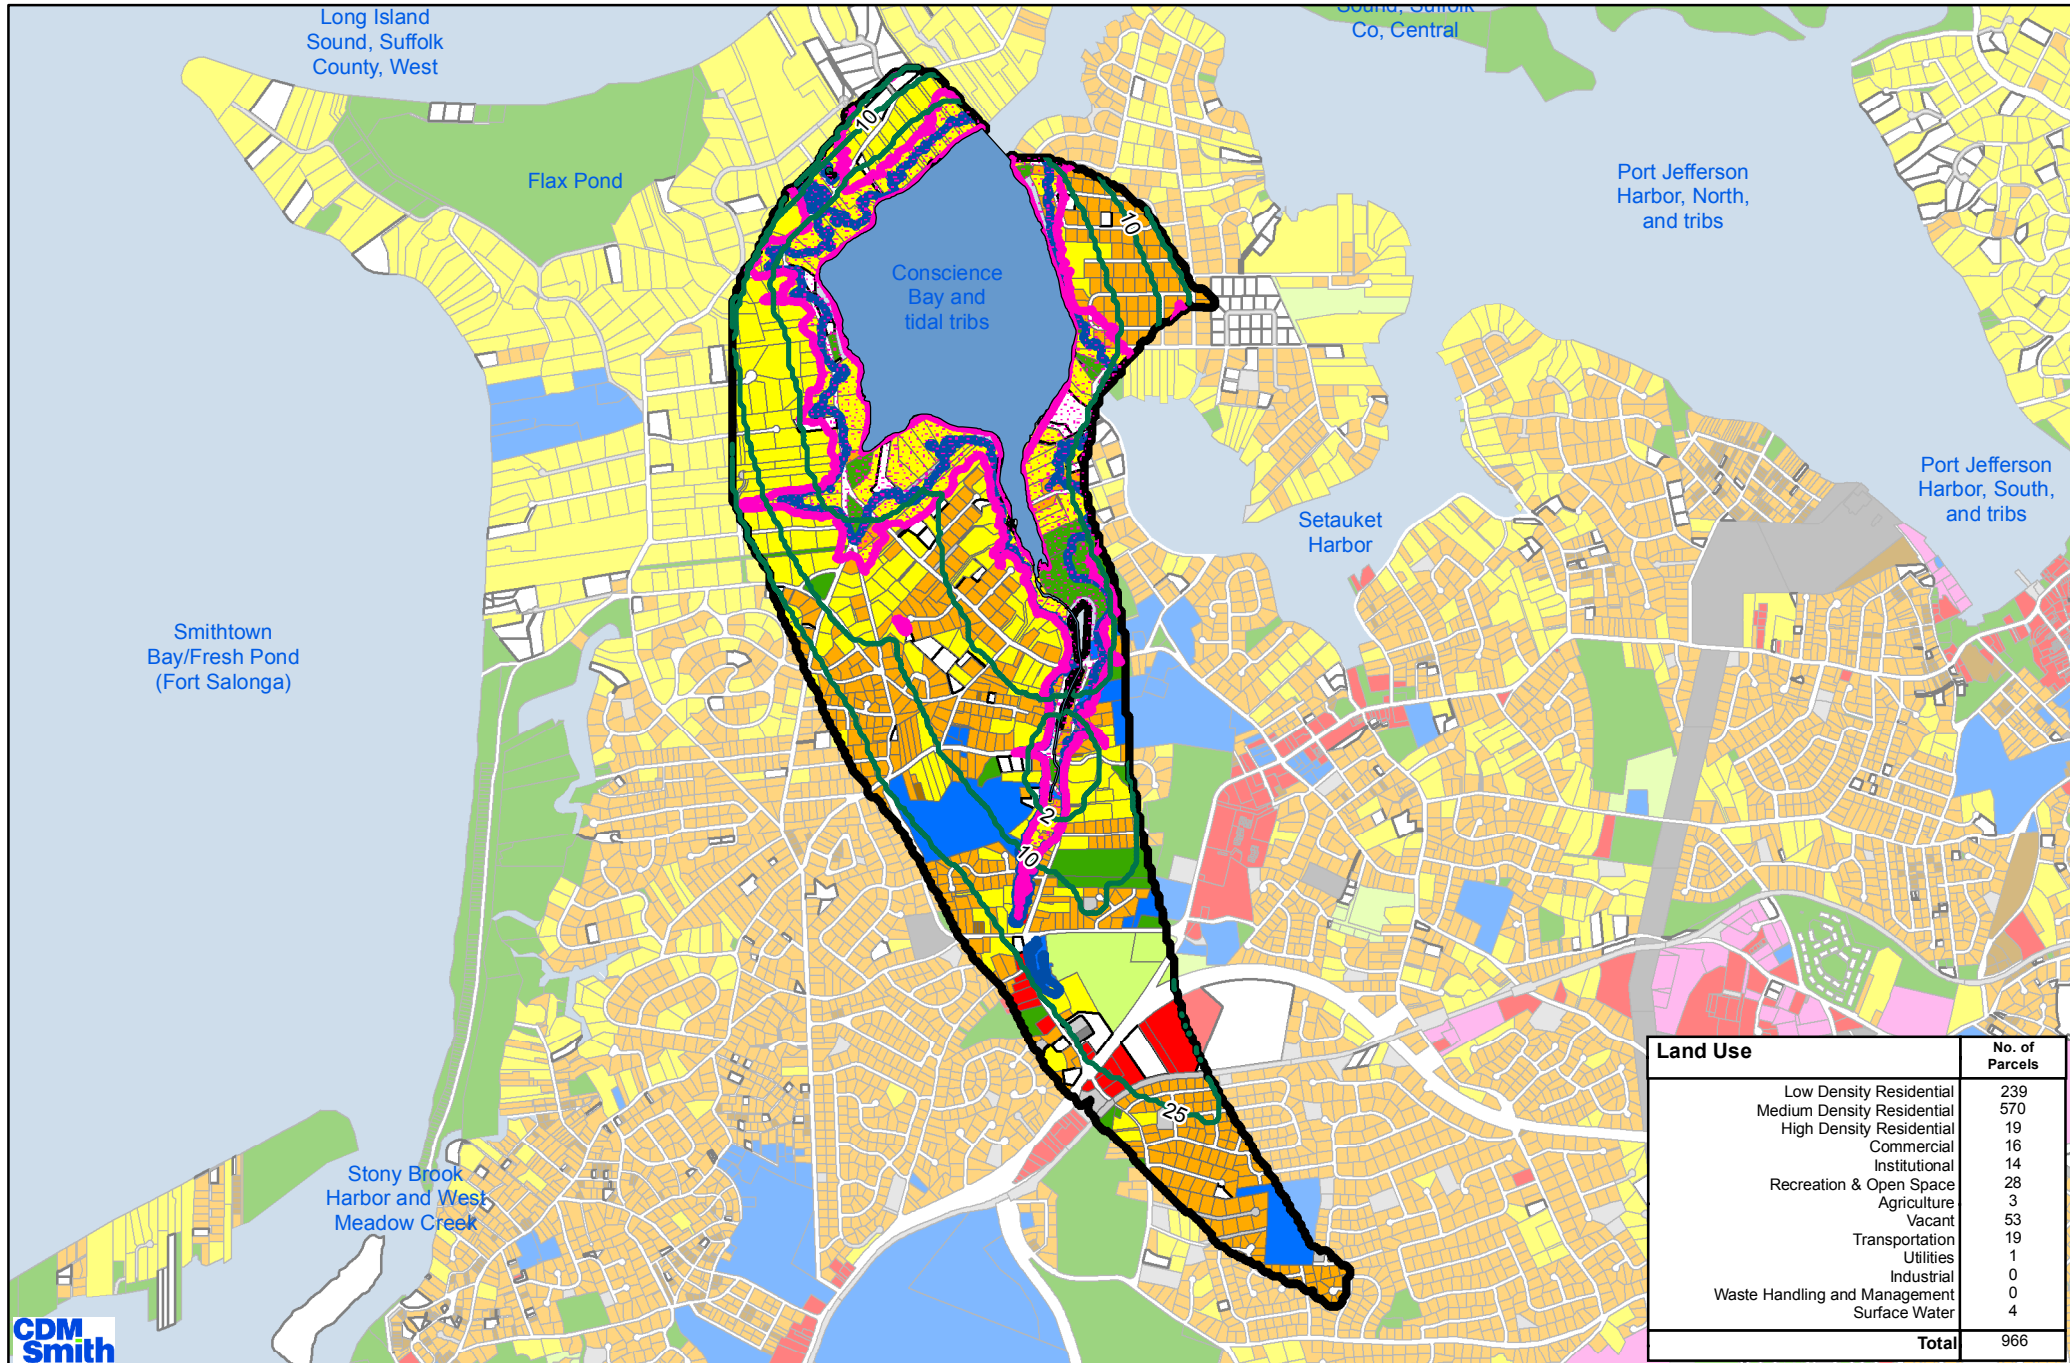 Long Island
Sound, Suffolk
County, West
Sound, Suffolk
Co, Central
Flax Pond
Port Jefferson
Harbor, North,
and tribs
10
10
Conscience
Bay and
tidal tribs
Port Jefferson
Harbor, South,
and tribs
Setauket
Harbor
Smithtown
Bay/Fresh Pond
(Fort Salonga)
2
10
25
Stony Brook
Harbor and West
Meadow Creek
Land Use No. of Parcels
Low Density Residential 239
Medium Density Residential 570
High Density Residential 19
Commercial 16
Institutional 14
Recreation & Open Space 28
Agriculture 3
Vacant 53
Transportation 19
Utilities 1
Industrial 0
Waste Handling and Management 0
Surface Water 4
Total 966
CDM
Smith